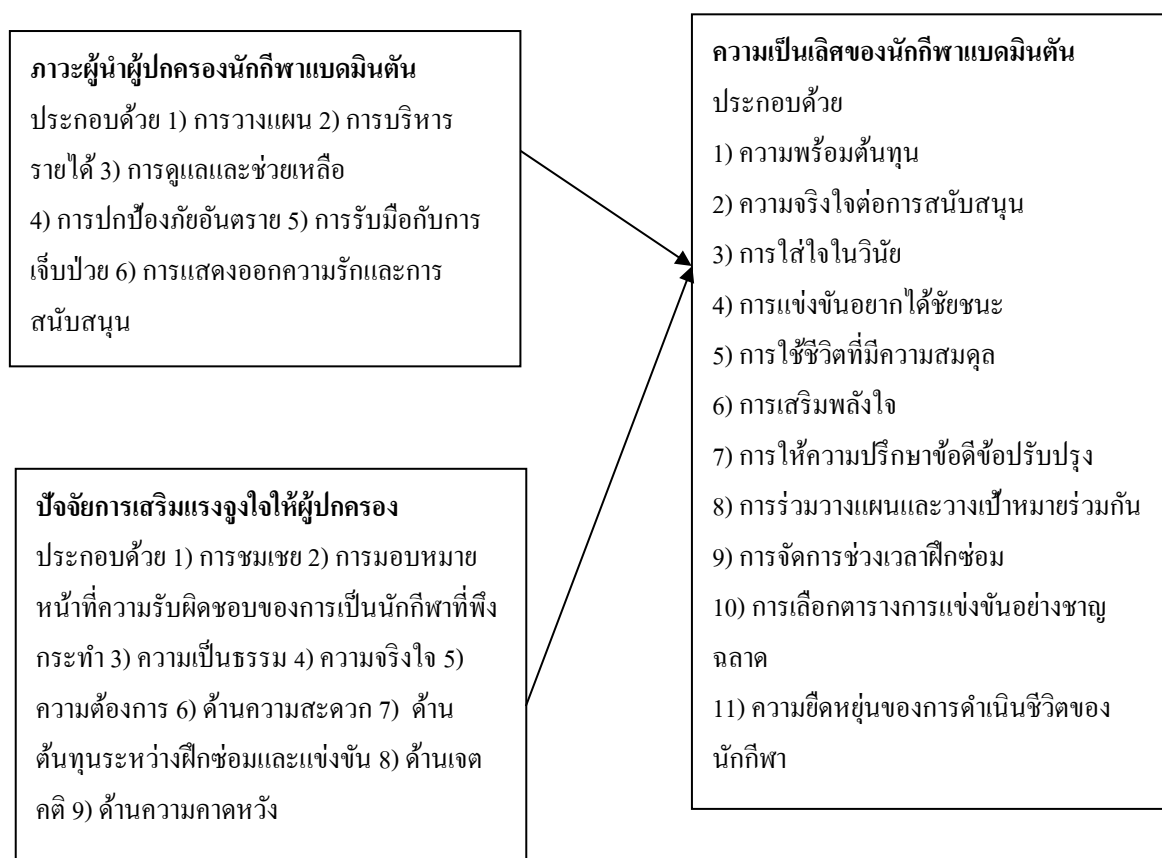 ภาวะผู้นำผู้ปกครองนักกีฬาแบดมินตัน
ประกอบด้วย 1) การวางแผน 2) การบริหาร
รายได้ 3) การดูแลและช่วยเหลือ
4) การปกป้องภัยอันตราย 5) การรับมือกับการ
เจ็บป่วย 6) การแสดงออกความรักและการ
สนับสนุน
ปัจจัยการเสริมแรงจูงใจให้ผู้ปกครอง
ประกอบด้วย 1) การชมเชย 2) การมอบหมาย
หน้าที่ความรับผิดชอบของการเป็นนักกีฬาที่พึง
กระทำ 3) ความเป็นธรรม 4) ความจริงใจ 5)
ความต้องการ 6) ด้านความสะดวก 7) ด้าน
ต้นทุนระหว่างฝึกซ่อมและแข่งขัน 8) ด้านเจต
คติ 9) ด้านความคาดหวัง
ความเป็นเลิศของนักกีฬาแบดมินตัน
ประกอบด้วย
1) ความพร้อมต้นทุน
2) ความจริงใจต่อการสนับสนุน
3) การใส่ใจในวินัย
4) การแข่งขันอยากได้ชัยชนะ
5) การใช้ชีวิตที่มีความสมดุล
6) การเสริมพลังใจ
7) การให้ความปรึกษาข้อดีข้อปรับปรุง
8) การร่วมวางแผนและวางเป้าหมายร่วมกัน
9) การจัดการช่วงเวลาฝึกซ่อม
10) การเลือกตารางการแข่งขันอย่างชาญ
ฉลาด
11) ความยืดหยุ่นของการดำเนินชีวิตของ
นักกีฬา